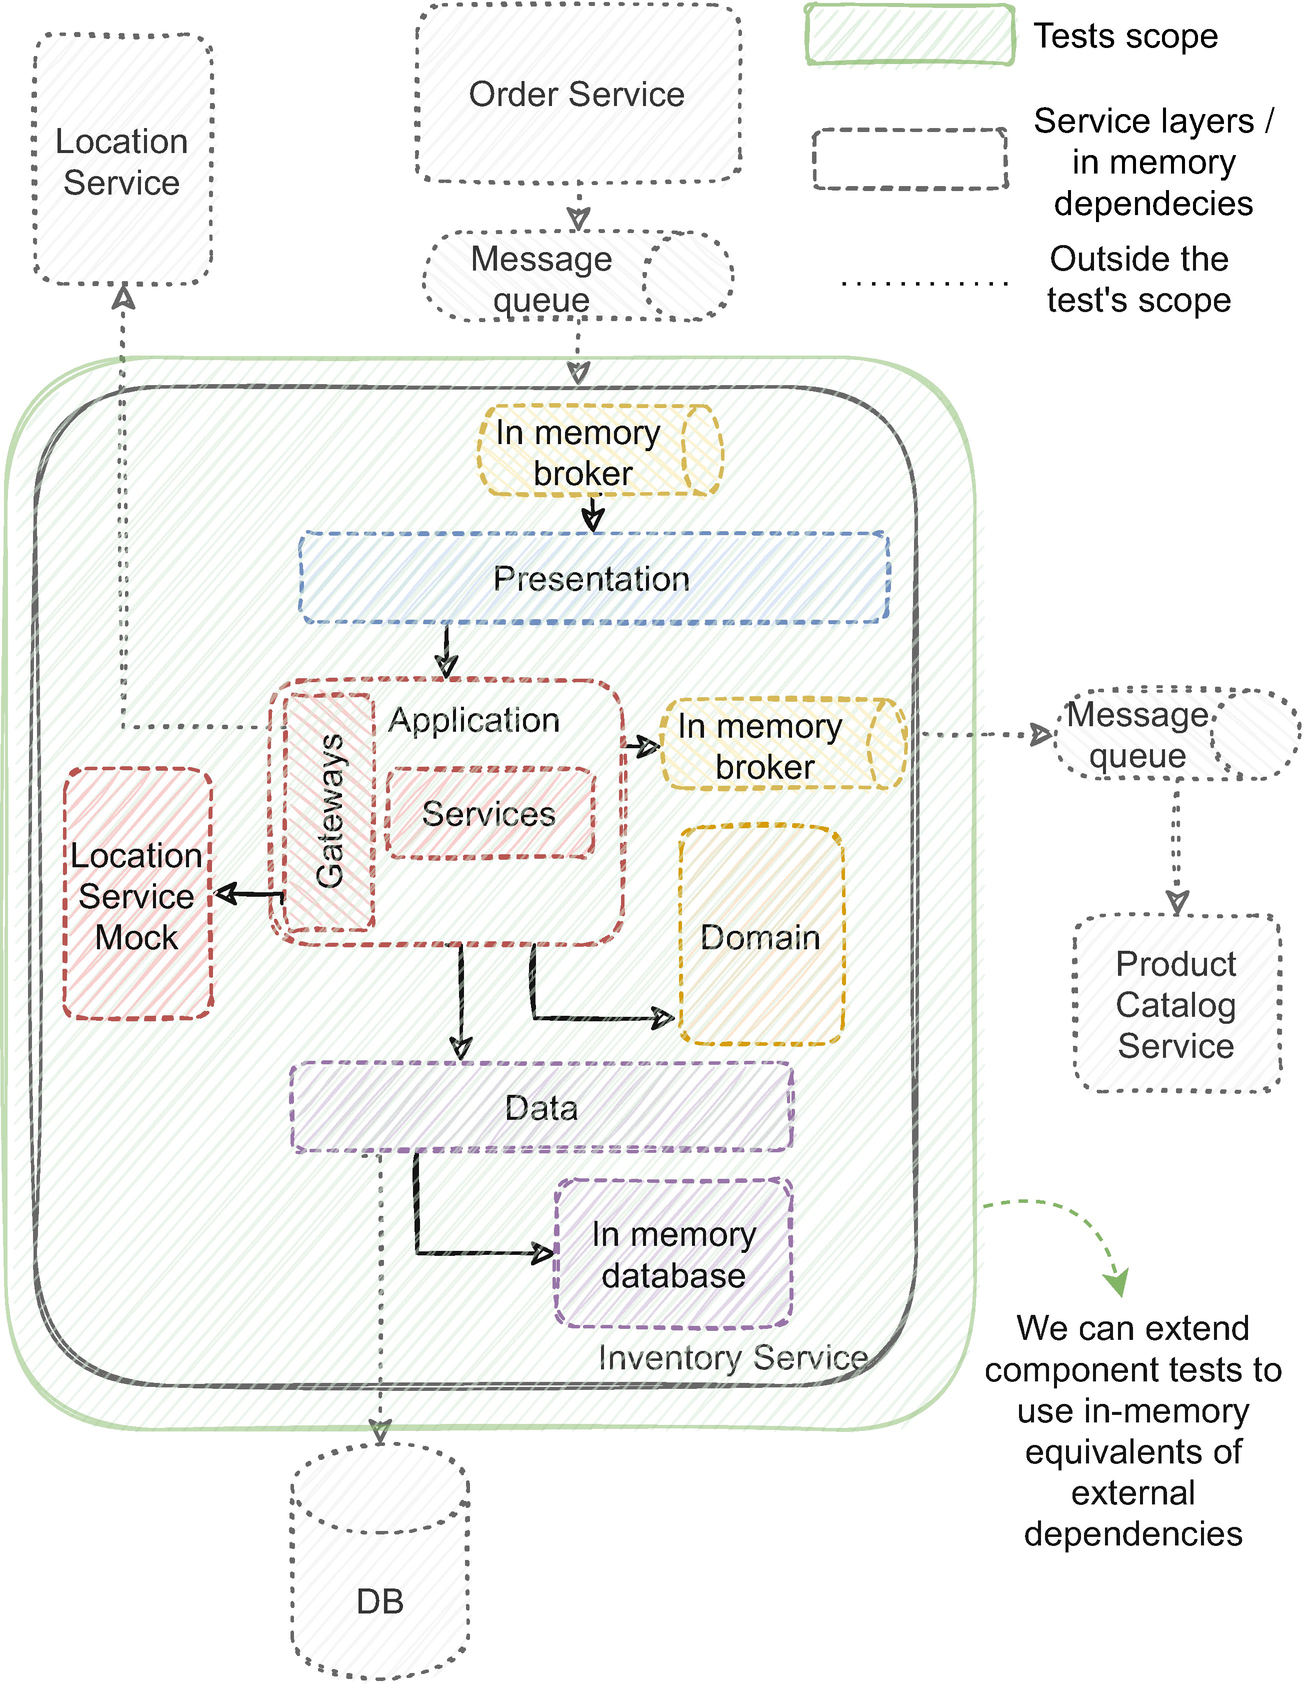 Tests scope
Order Service
Service layers /
in memory
dependecies
Location
Service
Message
queue
Outside the
test's scope
In memory
broker
Presentation
Application
Gateways
Services
In memory
broker
Message
queue
Location
Service
Mock
Domain
Product
Catalog
Service
Data
In memory
database
Inventory Service
We can extend
component tests to
use in-memory
equivalents of
external
dependencies
DB